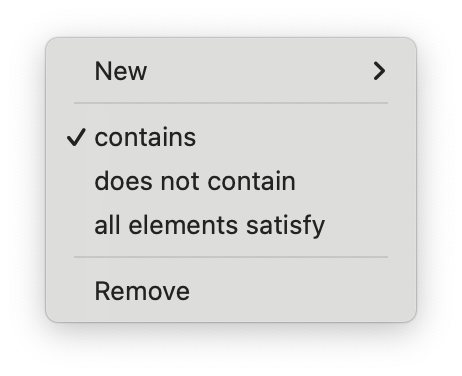 New
contains
does not contain
all elements satisfy
Remove